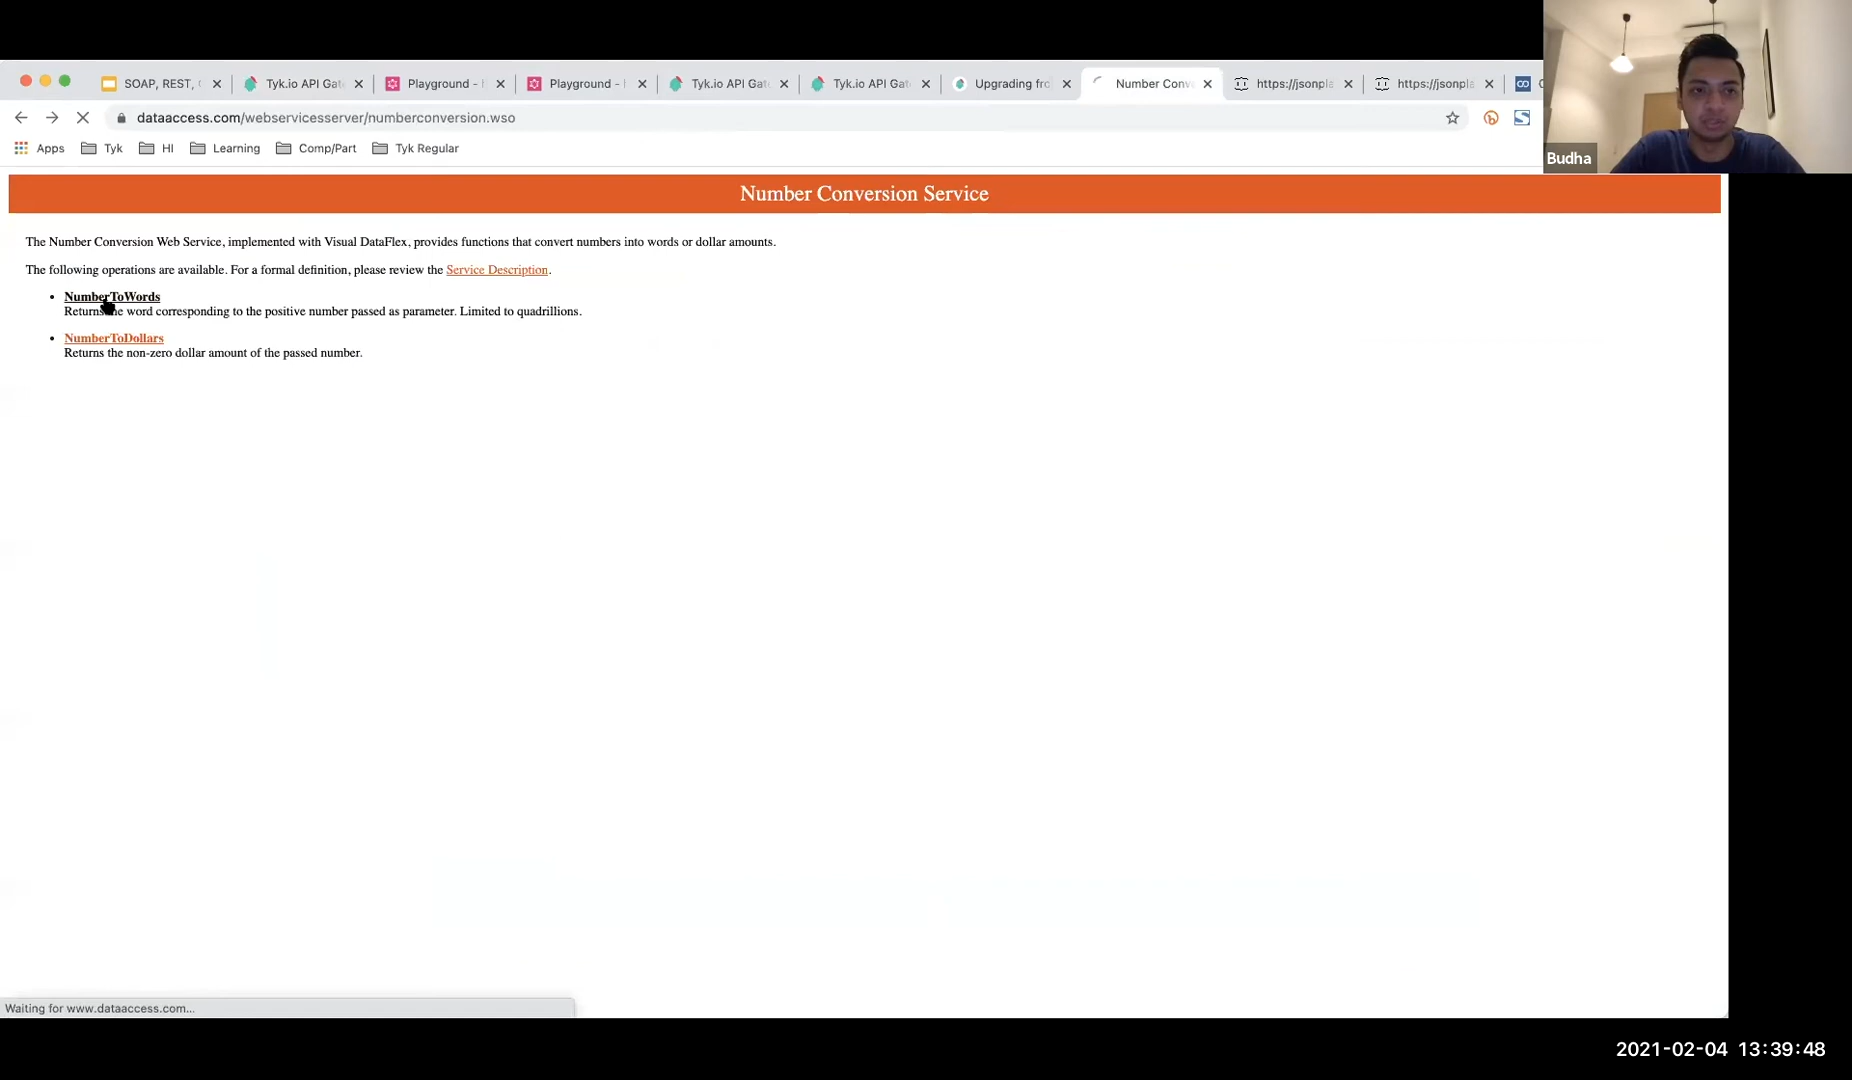 SOAP, REST,
Tyk.io API Gat
Playground -
Playground -
Tyk.io API Gat
Tyk.io API Gat
Upgrading fro
Number Conv
https://jsonpla
https://jsonpla
dataaccess.com/webservicesserver/numberconversion.wso
Apps Tyk HI Learning Comp/Part Tyk Regular
Budha
Number Conversion Service
The Number Conversion Web Service, implemented with Visual DataFlex, provides functions that convert numbers into words or dollar amounts.
The following operations are available. For a formal definition, please review the Service Description.
• NumberToWords
Returns the word corresponding to the positive number passed as parameter. Limited to quadrillions.
• NumberToDollars
Returns the non-zero dollar amount of the passed number.
Waiting for www.dataaccess.com...
2021-02-04 13:39:48